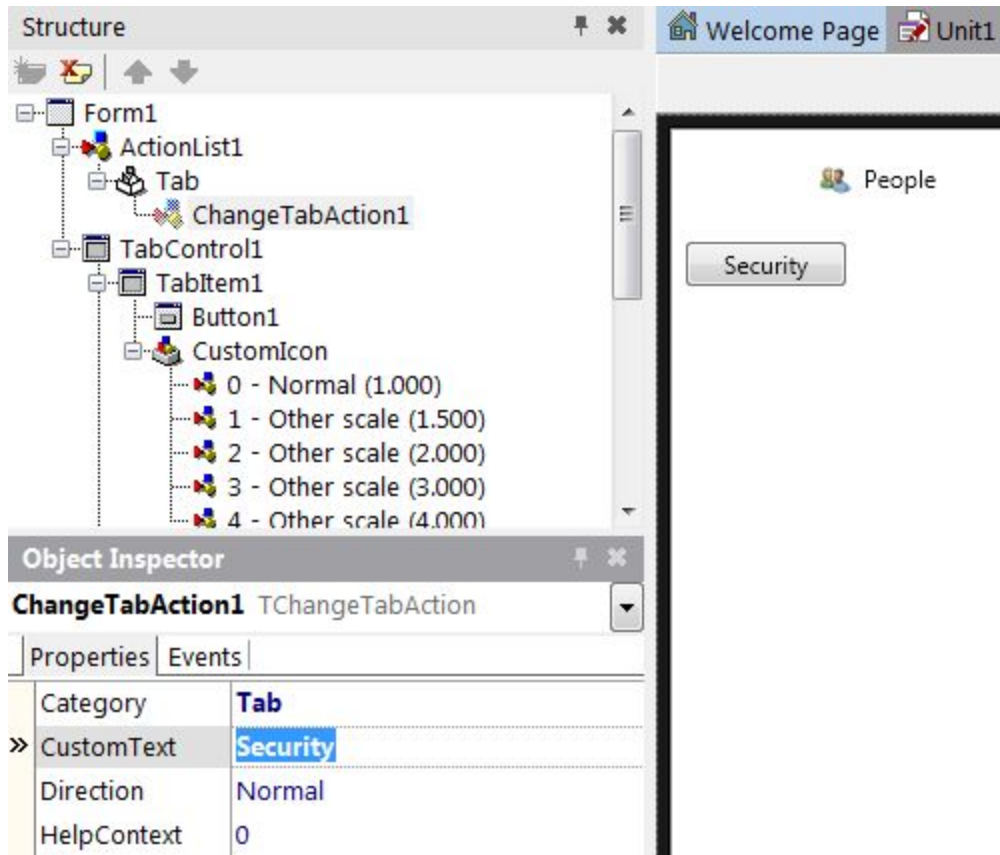 Structure
Welcome Page
Unit1
Form1
ActionList1
Tab
ChangeTabAction1
TabControl1
TabItem1
Button1
CustomIcon
0 - Normal (1.000)
1 - Other scale (1.500)
2 - Other scale (2.000)
3 - Other scale (3.000)
4 - Other scale (4.000)
People
Security
Object Inspector
ChangeTabAction1 TChangeTabAction
Properties Events
Category Tab
» CustomText Security
Direction Normal
HelpContext 0